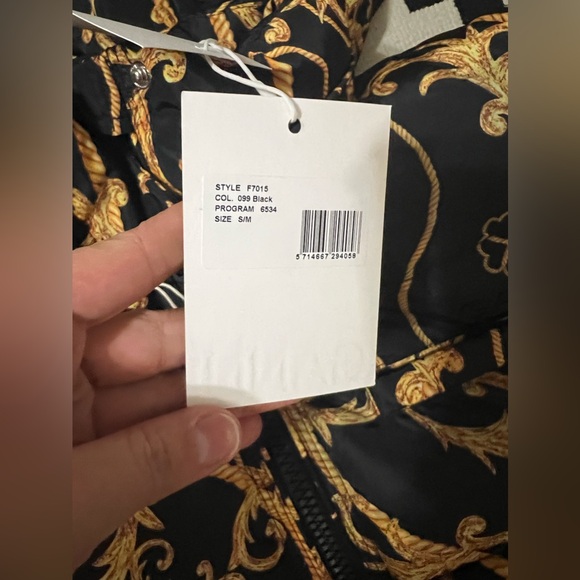 STYLE F7015
COL. 099 Black
PROGRAM 6534
SIZE S/M
5 714667 294058